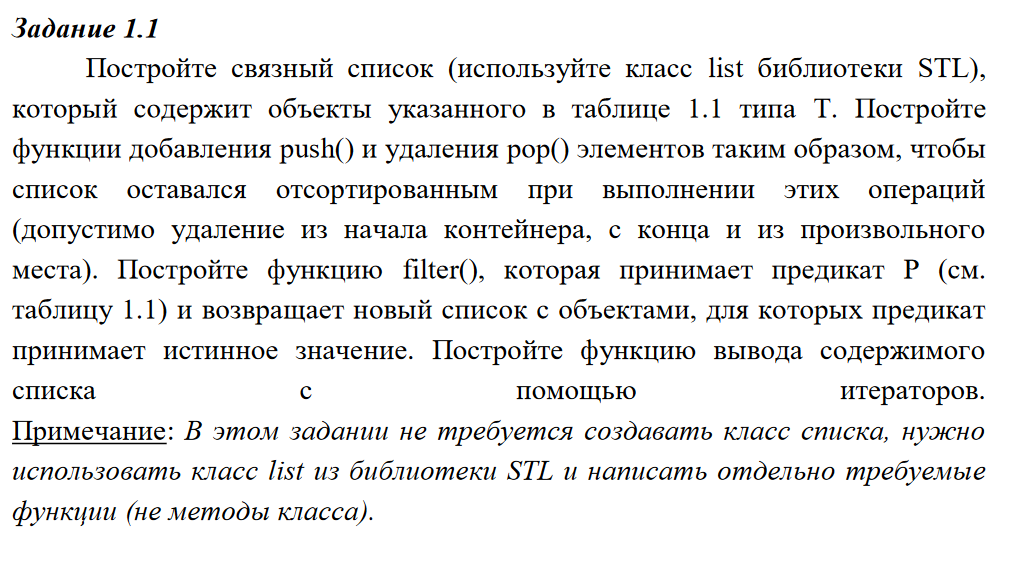 Задание 1.1
Постройте связный список (используйте класс list библиотеки STL),
который содержит объекты указанного в таблице 1.1 типа T. Постройте
функции добавления push() и удаления pop() элементов таким образом, чтобы
список оставался отсортированным при выполнении этих операций
(допустимо удаление из начала контейнера, с конца и из произвольного
места). Постройте функцию filter(), которая принимает предикат P (см.
таблицу 1.1) и возвращает новый список с объектами, для которых предикат
принимает истинное значение. Постройте функцию вывода содержимого
списка с помощью итераторов.
Примечание: В этом задании не требуется создавать класс списка, нужно
использовать класс list из библиотеки STL и написать отдельно требуемые
функции (не методы класса).